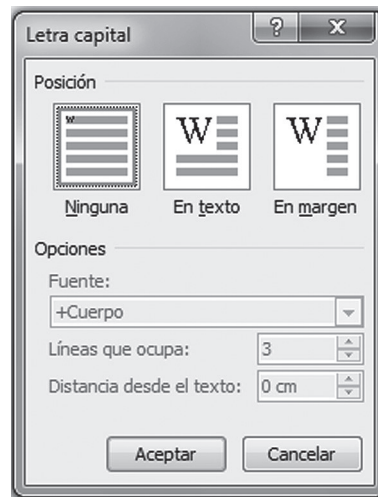 Letra capital
Posición
W W W
Ninguna En texto En margen
Opciones
Fuente:
+Cuerpo
Líneas que ocupa: 3
Distancia desde el texto: 0 cm
Aceptar Cancelar